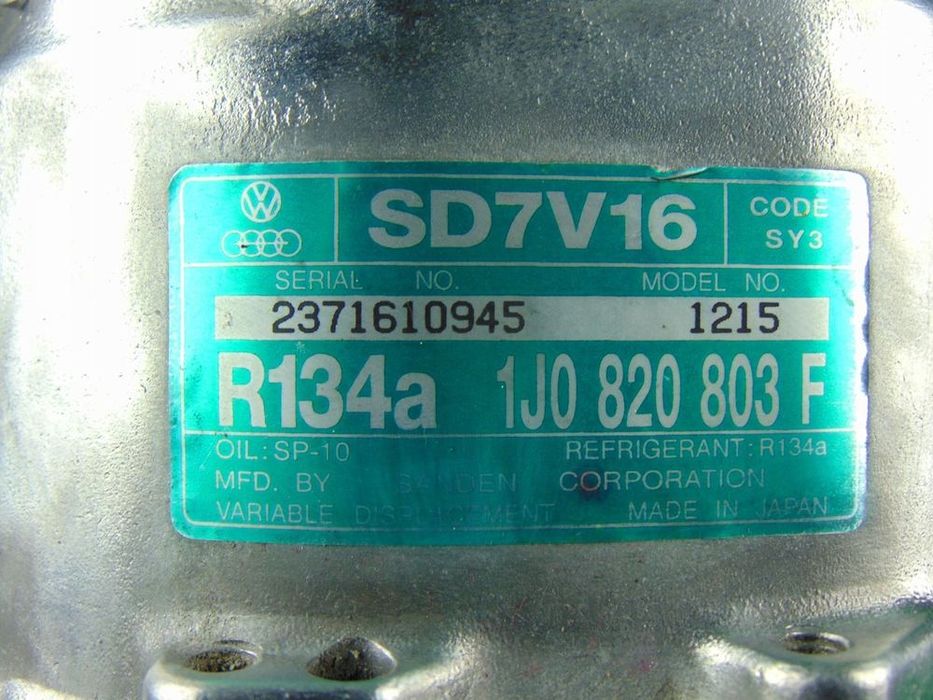 SD7V16
CODE
SY3
SERIAL NO. MODEL NO.
2371610945 1215
R134a 1J0 820 803 F
OIL: SP-10 REFRIGERANT: R134a
MFD. BY SANDEN CORPORATION
VARIABLE DISPLACEMENT MADE IN JAPAN